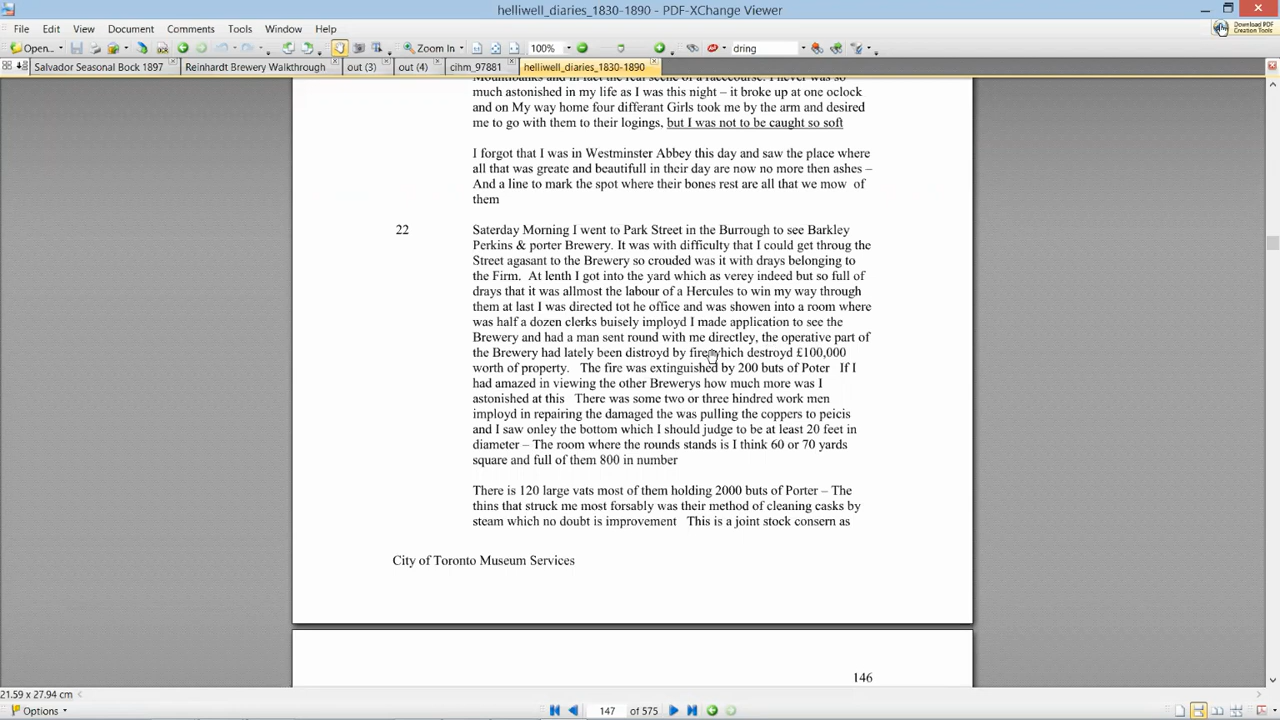 helliwell_diaries_1830-1890 - PDF-XChange Viewer
File Edit View Document Comments Tools Window Help
Download PDF Creation Tools
Open... Zoom In 100% dring
Salvador Seasonal Bock 1897 Reinhardt Brewery Walkthrough out (3) out (4) cihm_97881 helliwell_diaries_1830-1890
Mountibanks and in fact the real scene of a racecourse. I never was so
much astonished in my life as I was this night – it broke up at one oclock
and on My way home four differant Girls took me by the arm and desired
me to go with them to their logings, but I was not to be caught so soft
I forgot that I was in Westminster Abbey this day and saw the place where
all that was greate and beautifull in their day are now no more then ashes –
And a line to mark the spot where their bones rest are all that we mow of
them
22 Saterday Morning I went to Park Street in the Burrough to see Barkley
Perkins & porter Brewery. It was with difficulty that I could get throug the
Street agasant to the Brewery so crouded was it with drays belonging to
the Firm. At lenth I got into the yard which as verey indeed but so full of
drays that it was allmost the labour of a Hercules to win my way through
them at last I was directed tot he office and was showen into a room where
was half a dozen clerks buisely imployd I made application to see the
Brewery and had a man sent round with me directley, the operative part of
the Brewery had lately been distroyd by fire which destroyd £100,000
worth of property. The fire was extinguished by 200 buts of Poter If I
had amazed in viewing the other Brewerys how much more was I
astonished at this There was some two or three hindred work men
imployd in repairing the damaged the was pulling the coppers to peicis
and I saw onley the bottom which I should judge to be at least 20 feet in
diameter – The room where the rounds stands is I think 60 or 70 yards
square and full of them 800 in number
There is 120 large vats most of them holding 2000 buts of Porter – The
thins that struck me most forsably was their method of cleaning casks by
steam which no doubt is improvement This is a joint stock consern as
City of Toronto Museum Services
146
21.59 x 27.94 cm
Options 147 of 575